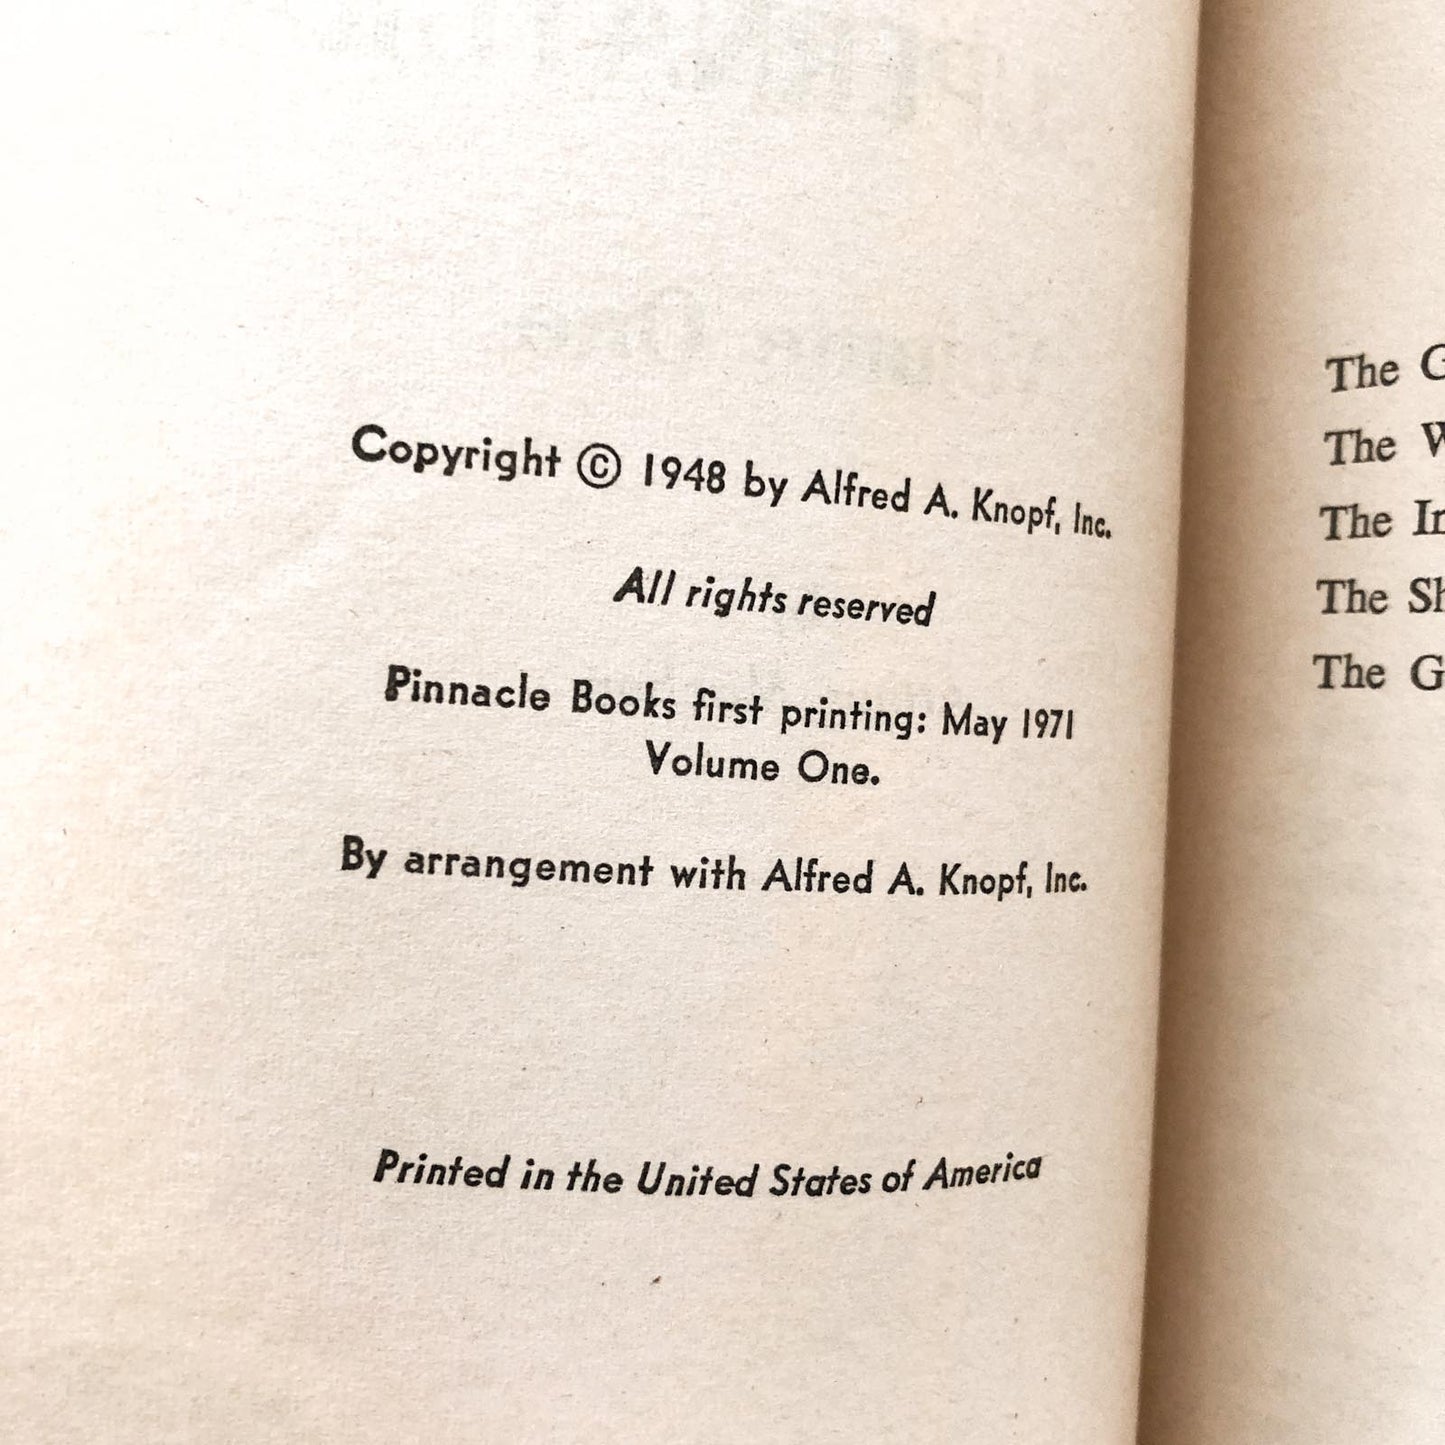 Copyright © 1948 by Alfred A. Knopf, Inc.
All rights reserved
Pinnacle Books first printing: May 1971
Volume One.
By arrangement with Alfred A. Knopf, Inc.
Printed in the United States of America
The
The
The
The
The